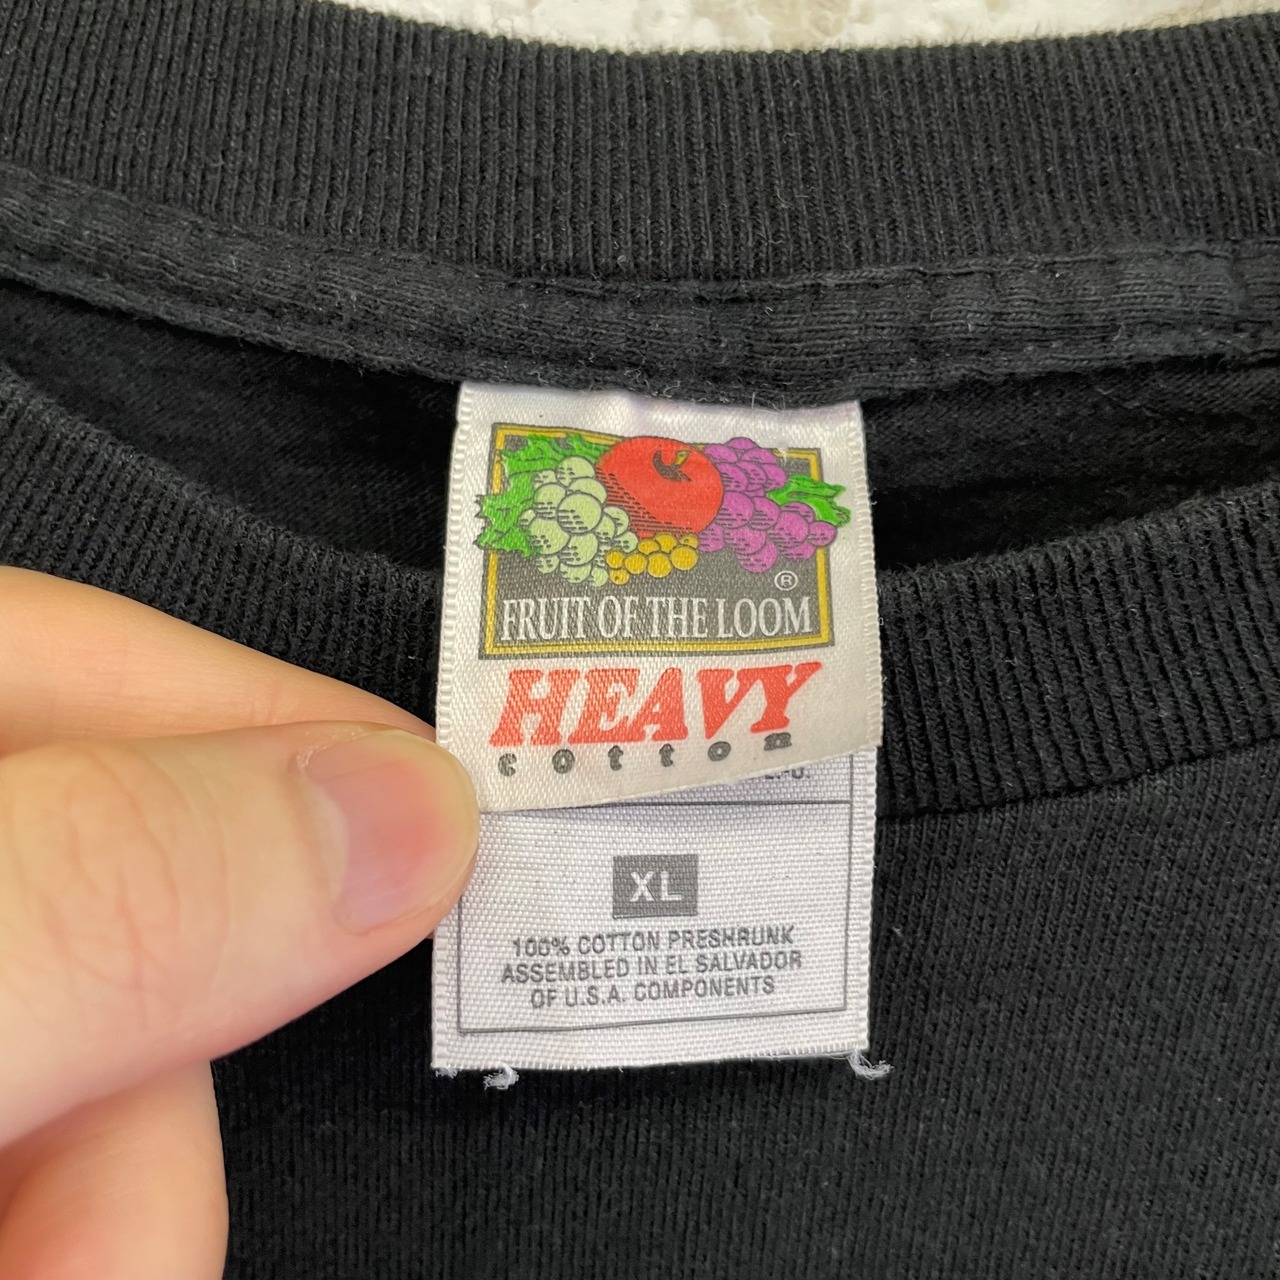 ®
FRUIT OF THE LOOM
HEAVY
cotton
XL
100% COTTON PRESHRUNK
ASSEMBLED IN EL SALVADOR
OF U.S.A. COMPONENTS